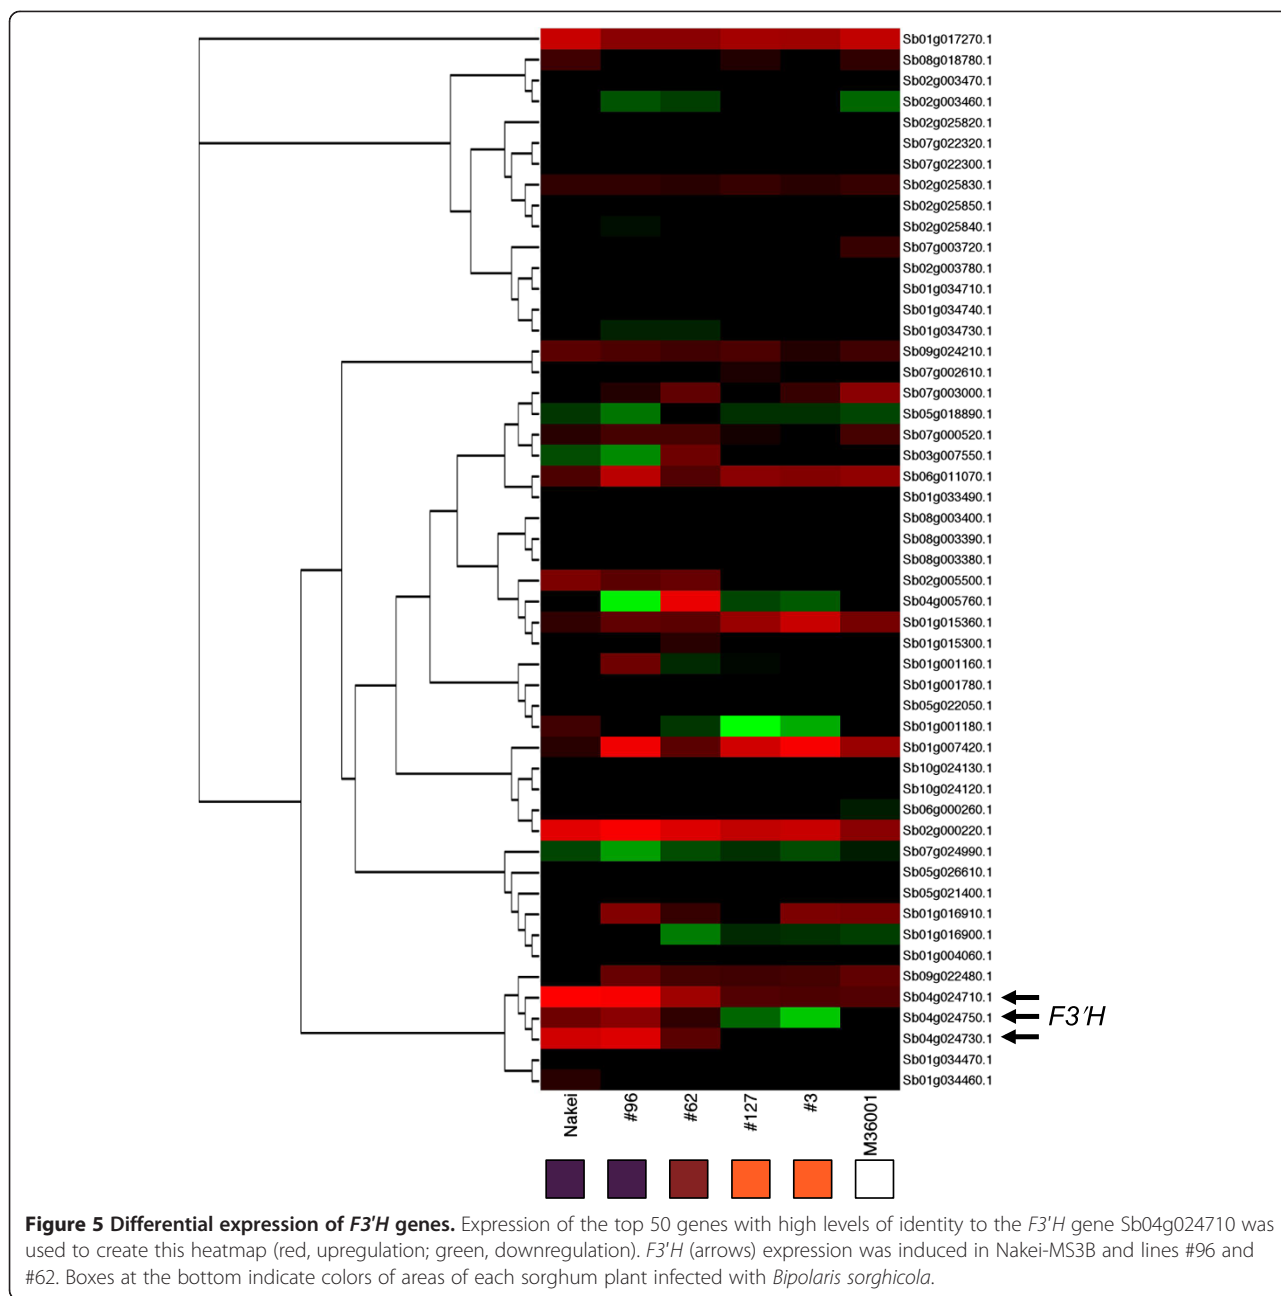 Sb01g017270.1
Sb08g018780.1
Sb02g003470.1
Sb02g003460.1
Sb02g025820.1
Sb07g022320.1
Sb07g022300.1
Sb02g025830.1
Sb02g025850.1
Sb02g025840.1
Sb07g003720.1
Sb02g003780.1
Sb01g034710.1
Sb01g034740.1
Sb01g034730.1
Sb09g024210.1
Sb07g002610.1
Sb07g003000.1
Sb05g018890.1
Sb07g000520.1
Sb03g007550.1
Sb06g011070.1
Sb01g033490.1
Sb08g003400.1
Sb08g003390.1
Sb08g003380.1
Sb02g005500.1
Sb04g005760.1
Sb01g015360.1
Sb01g015300.1
Sb01g001160.1
Sb01g001780.1
Sb05g022050.1
Sb01g001180.1
Sb01g007420.1
Sb10g024130.1
Sb10g024120.1
Sb06g000260.1
Sb02g000220.1
Sb07g024990.1
Sb05g026610.1
Sb05g021400.1
Sb01g016910.1
Sb01g016900.1
Sb01g004060.1
Sb09g022480.1
Sb04g024710.1
Sb04g024750.1 F3′H
Sb04g024730.1
Sb01g034470.1
Sb01g034460.1
Nakei #96 #62 #127 #3 M36001
Figure 5 Differential expression of F3′H genes. Expression of the top 50 genes with high levels of identity to the F3′H gene Sb04g024710 was
used to create this heatmap (red, upregulation; green, downregulation). F3′H (arrows) expression was induced in Nakei-MS3B and lines #96 and
#62. Boxes at the bottom indicate colors of areas of each sorghum plant infected with Bipolaris sorghicola.